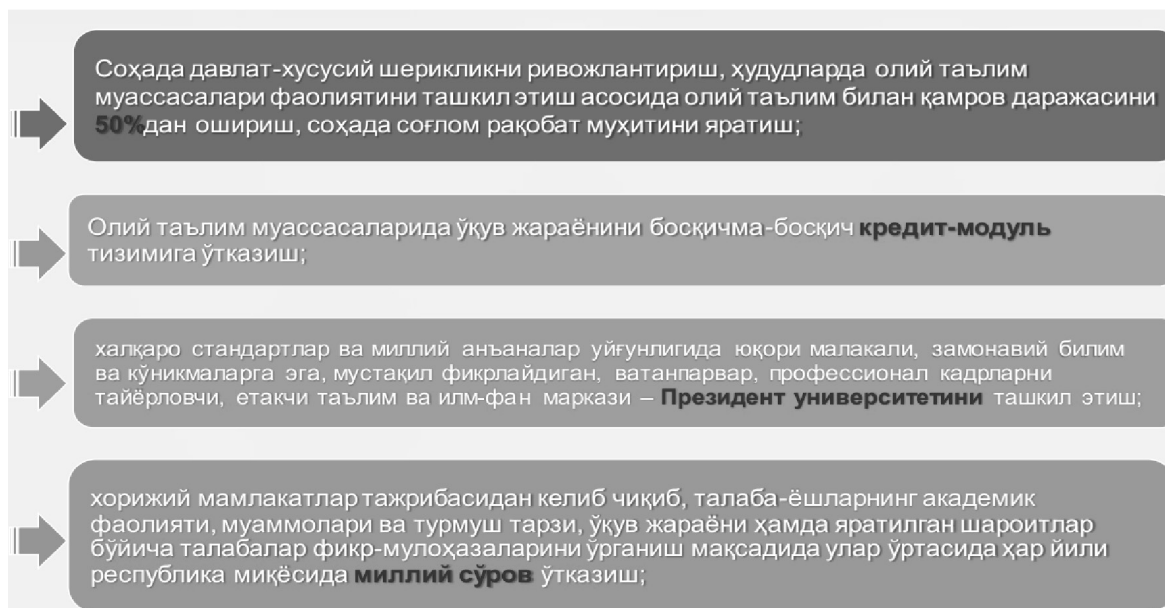 Соҳада давлат-хусусий шерикликни ривожлантириш, ҳудудларда олий таълим
муассасалари фаолиятини ташкил этиш асосида олий таълим билан қамров даражасини
50%дан ошириш, соҳада соғлом рақобат муҳитини яратиш;
Олий таълим муассасаларида ўқув жараёнини босқичма-босқич кредит-модуль
тизимига ўтказиш;
халқаро стандартлар ва миллий анъаналар уйғунлигида юқори малакали, замонавий билим
ва кўникмаларга эга, мустақил фикрлайдиган, ватанпарвар, профессионал кадрларни
тайёрловчи, етакчи таълим ва илм-фан маркази – Президент университетини ташкил этиш;
хорижий мамлакатлар тажрибасидан келиб чиқиб, талаба-ёшларнинг академик
фаолияти, муаммолари ва турмуш тарзи, ўқув жараёни ҳамда яратилган шароитлар
бўйича талабалар фикр-мулоҳазаларини ўрганиш мақсадида улар ўртасида ҳар йили
республика миқёсида миллий сўров ўтказиш;